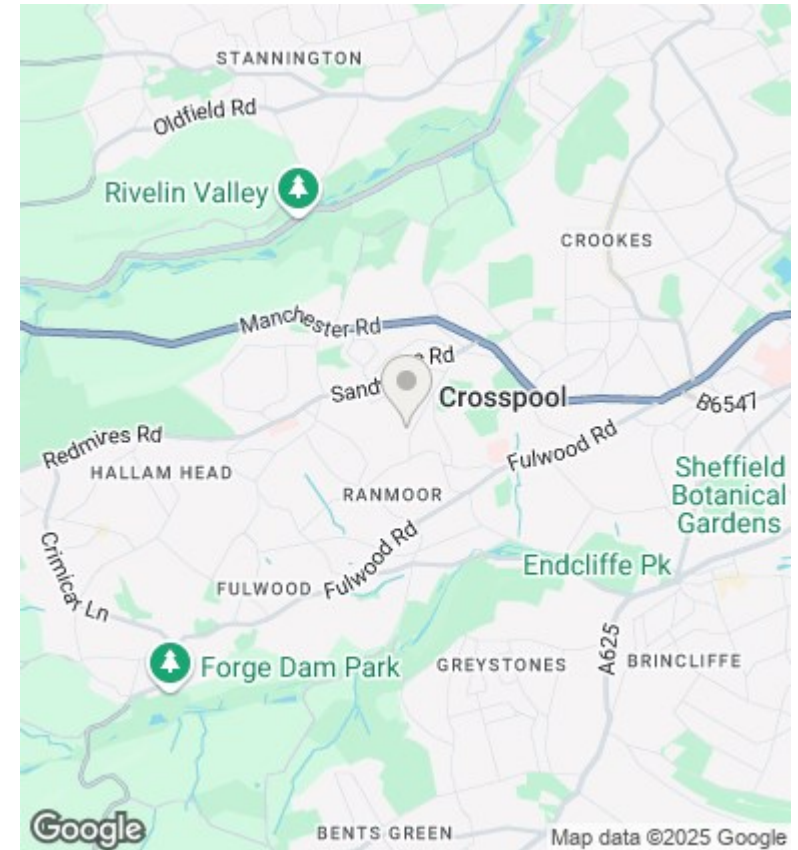 STANNINGTON
Oldfield Rd
Rivelin Valley
CROOKES
Manchester Rd
Rd
Crosspool
B6547
Redmires Rd
HALLAM HEAD
Fulwood Rd
Sheffield
Botanical
Gardens
RANMOOR
Crimicar Ln
FULWOOD
Fulwood Rd
Endcliffe Pk
Forge Dam Park
GREYSTONES
A625
BRINCLIFFE
Google
BENTS GREEN
Map data ©2025 Google